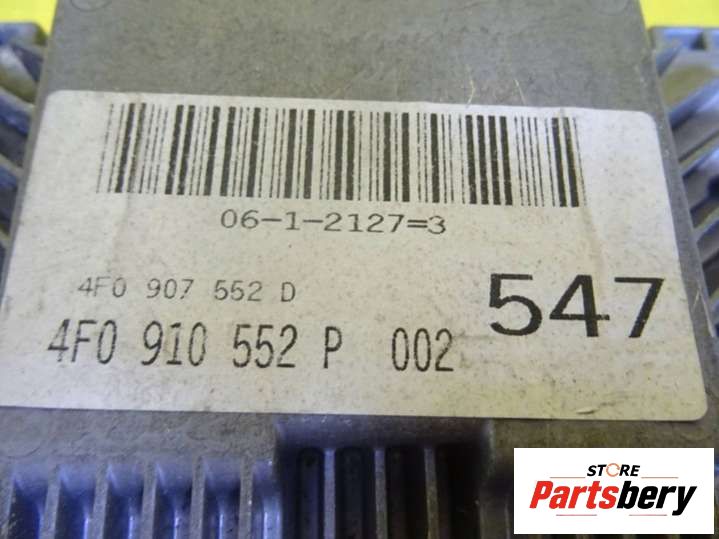 06-1-2127=3
4F0 907 552 D
547
4F0 910 552 P 002
STORE
Partsbery